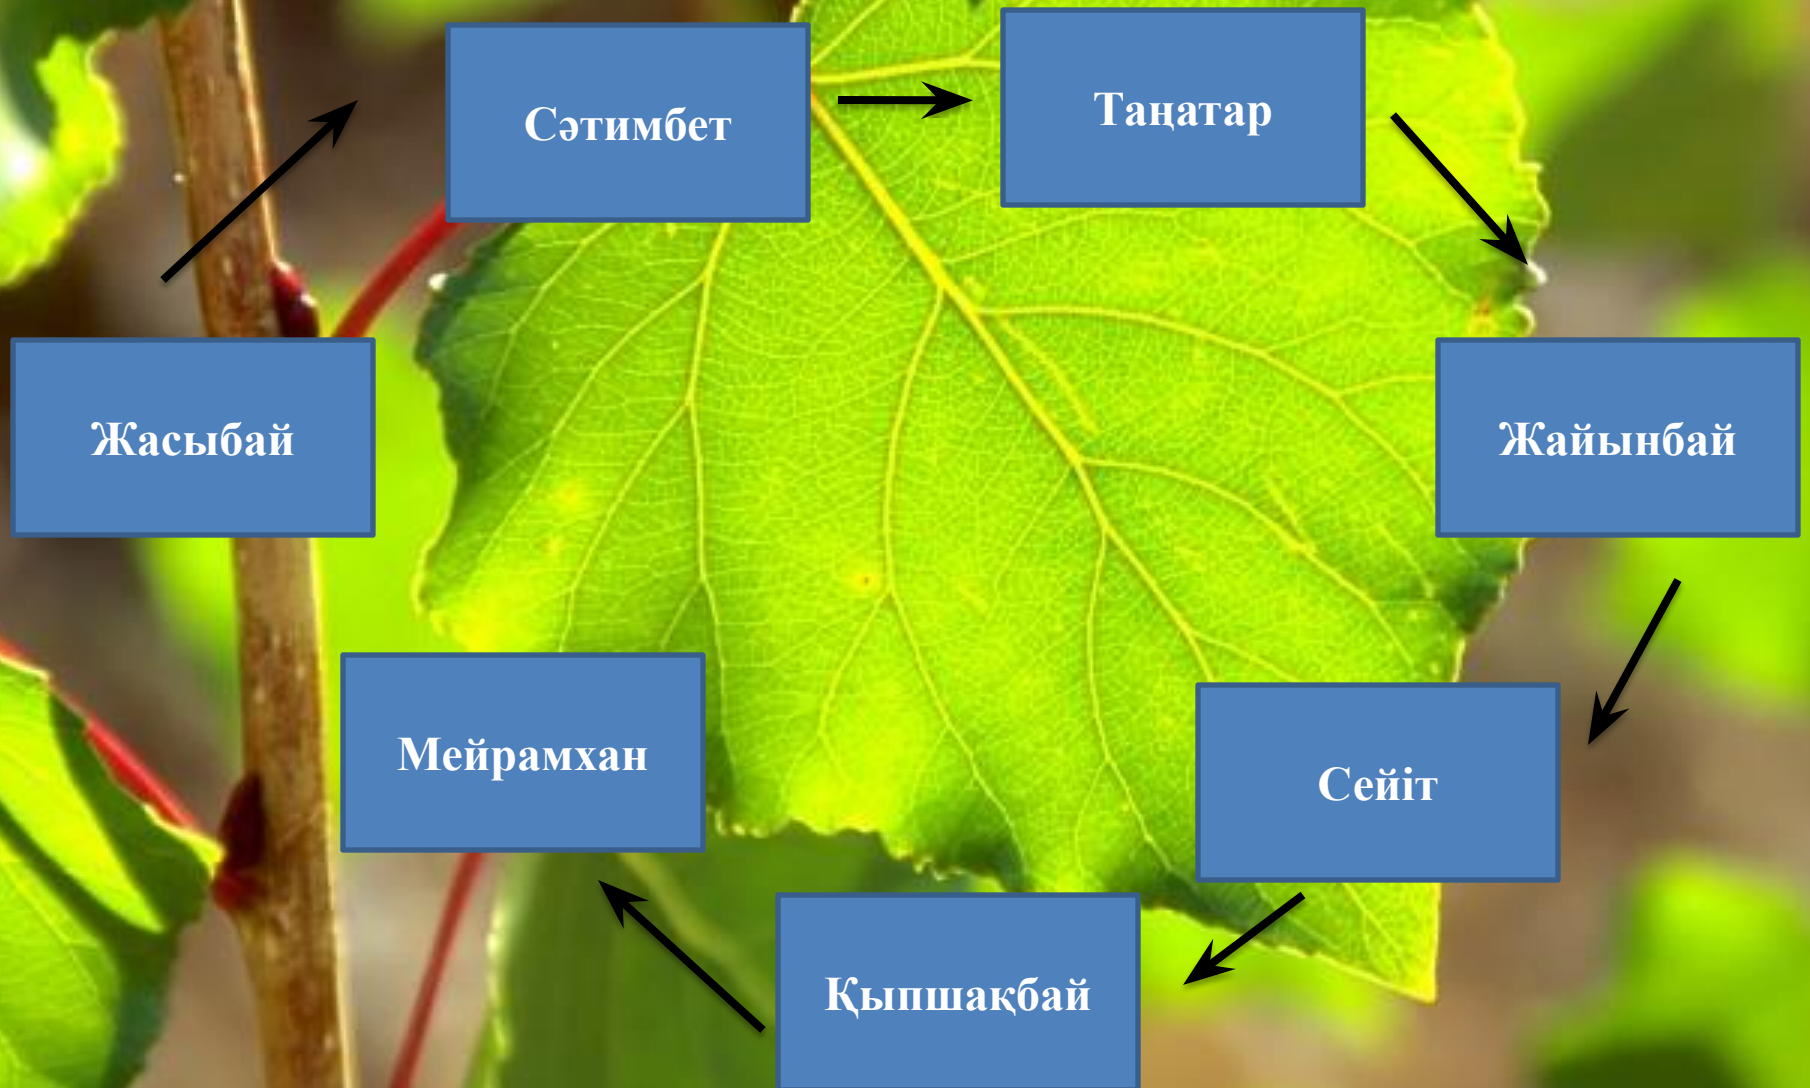 Жасыбай
Сәтимбет
Таңатар
Жайынбай
Сейіт
Қыпшақбай
Мейрамхан